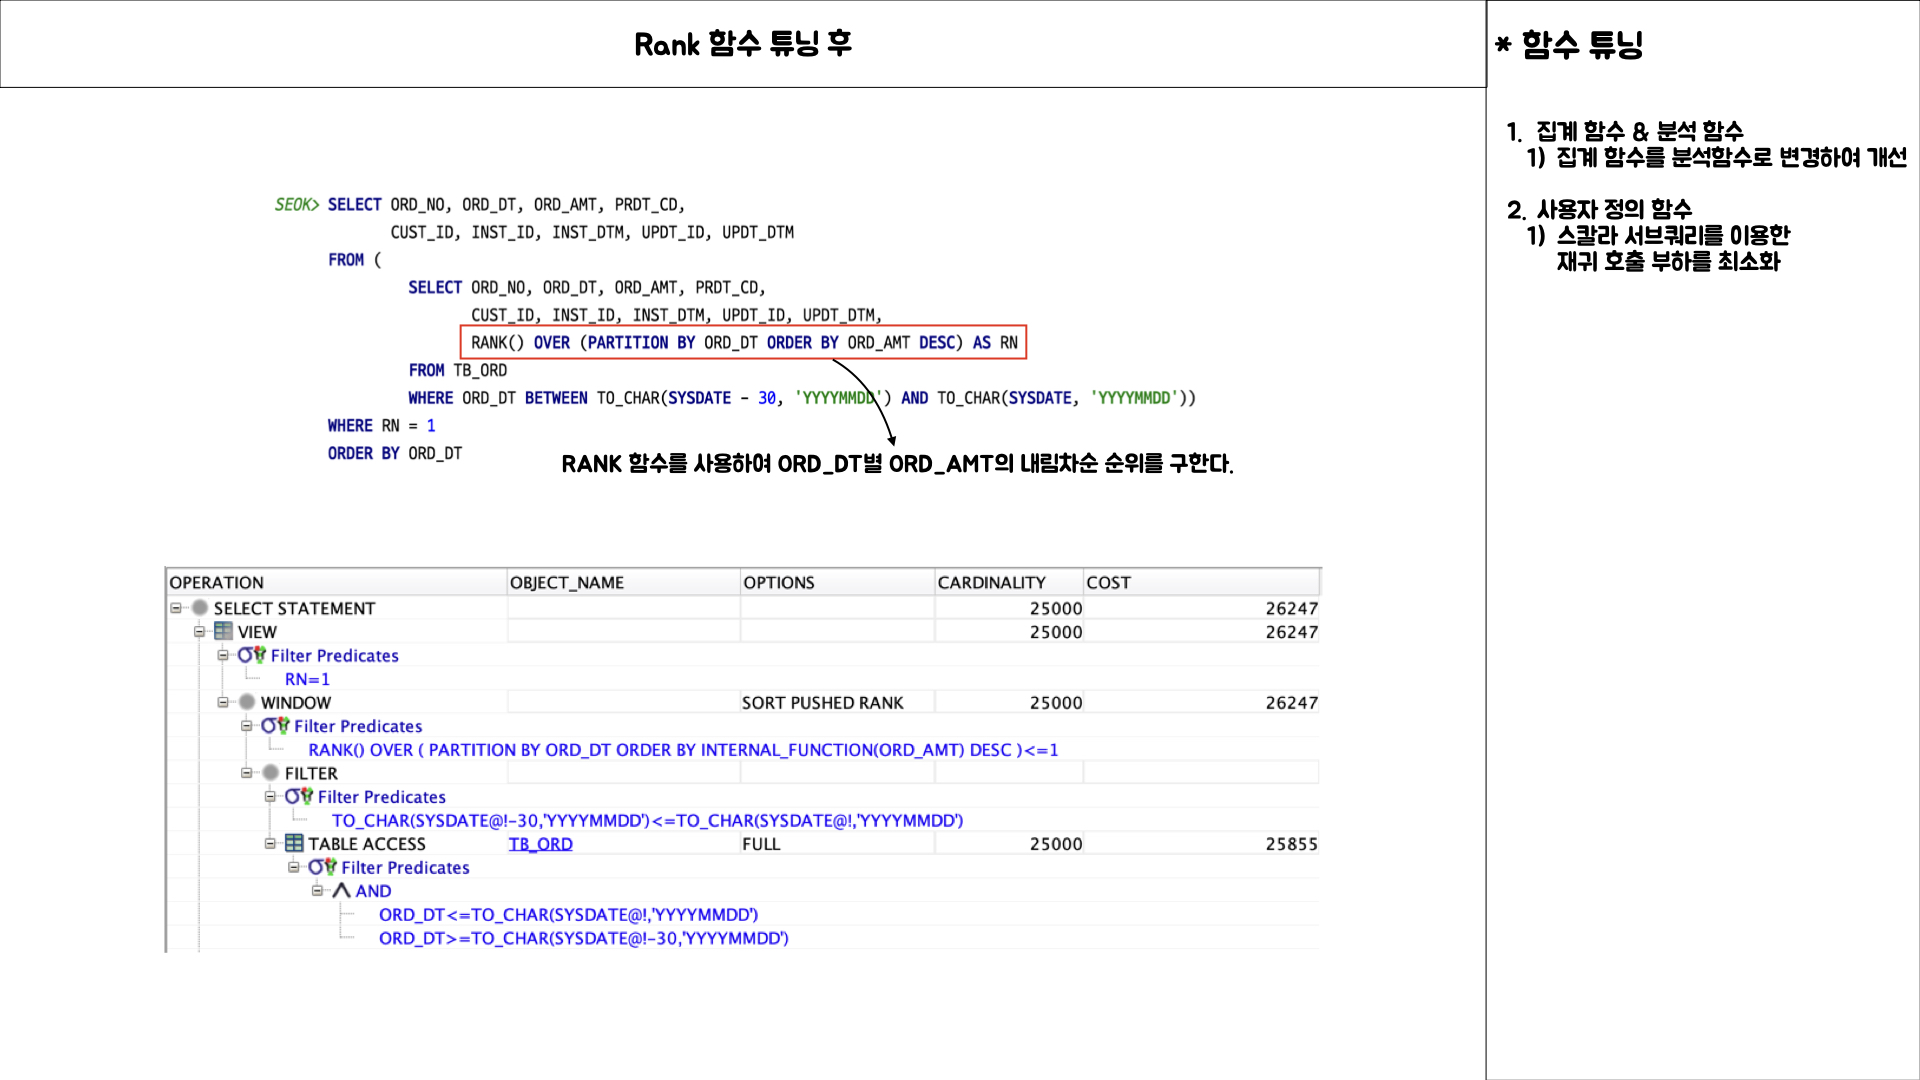 Rank 함수 튜닝 후
SEOK> SELECT ORD_NO, ORD_DT, ORD_AMT, PRDT_CD,
CUST_ID, INST_ID, INST_DTM, UPDT_ID, UPDT_DTM
FROM (
SELECT ORD_NO, ORD_DT, ORD_AMT, PRDT_CD,
CUST_ID, INST_ID, INST_DTM, UPDT_ID, UPDT_DTM,
RANK() OVER (PARTITION BY ORD_DT ORDER BY ORD_AMT DESC) AS RN
FROM TB_ORD
WHERE ORD_DT BETWEEN TO_CHAR(SYSDATE - 30, 'YYYYMMDD') AND TO_CHAR(SYSDATE, 'YYYYMMDD'))
WHERE RN = 1
ORDER BY ORD_DT
RANK 함수를 사용하여 ORD_DT별 ORD_AMT의 내림차순 순위를 구한다.
OPERATION OBJECT_NAME OPTIONS CARDINALITY COST
SELECT STATEMENT 25000 26247
VIEW 25000 26247
Filter Predicates
RN=1
WINDOW SORT PUSHED RANK 25000 26247
Filter Predicates
RANK() OVER ( PARTITION BY ORD_DT ORDER BY INTERNAL_FUNCTION(ORD_AMT) DESC )<=1
FILTER
Filter Predicates
TO_CHAR(SYSDATE@!-30,'YYYYMMDD')<=TO_CHAR(SYSDATE@!,'YYYYMMDD')
TABLE ACCESS TB_ORD FULL 25000 25855
Filter Predicates
AND
ORD_DT<=TO_CHAR(SYSDATE@!,'YYYYMMDD')
ORD_DT>=TO_CHAR(SYSDATE@!-30,'YYYYMMDD')
* 함수 튜닝
1. 집계 함수 & 분석 함수
1) 집계 함수를 분석함수로 변경하여 개선
2. 사용자 정의 함수
1) 스칼라 서브쿼리를 이용한
재귀 호출 부하를 최소화